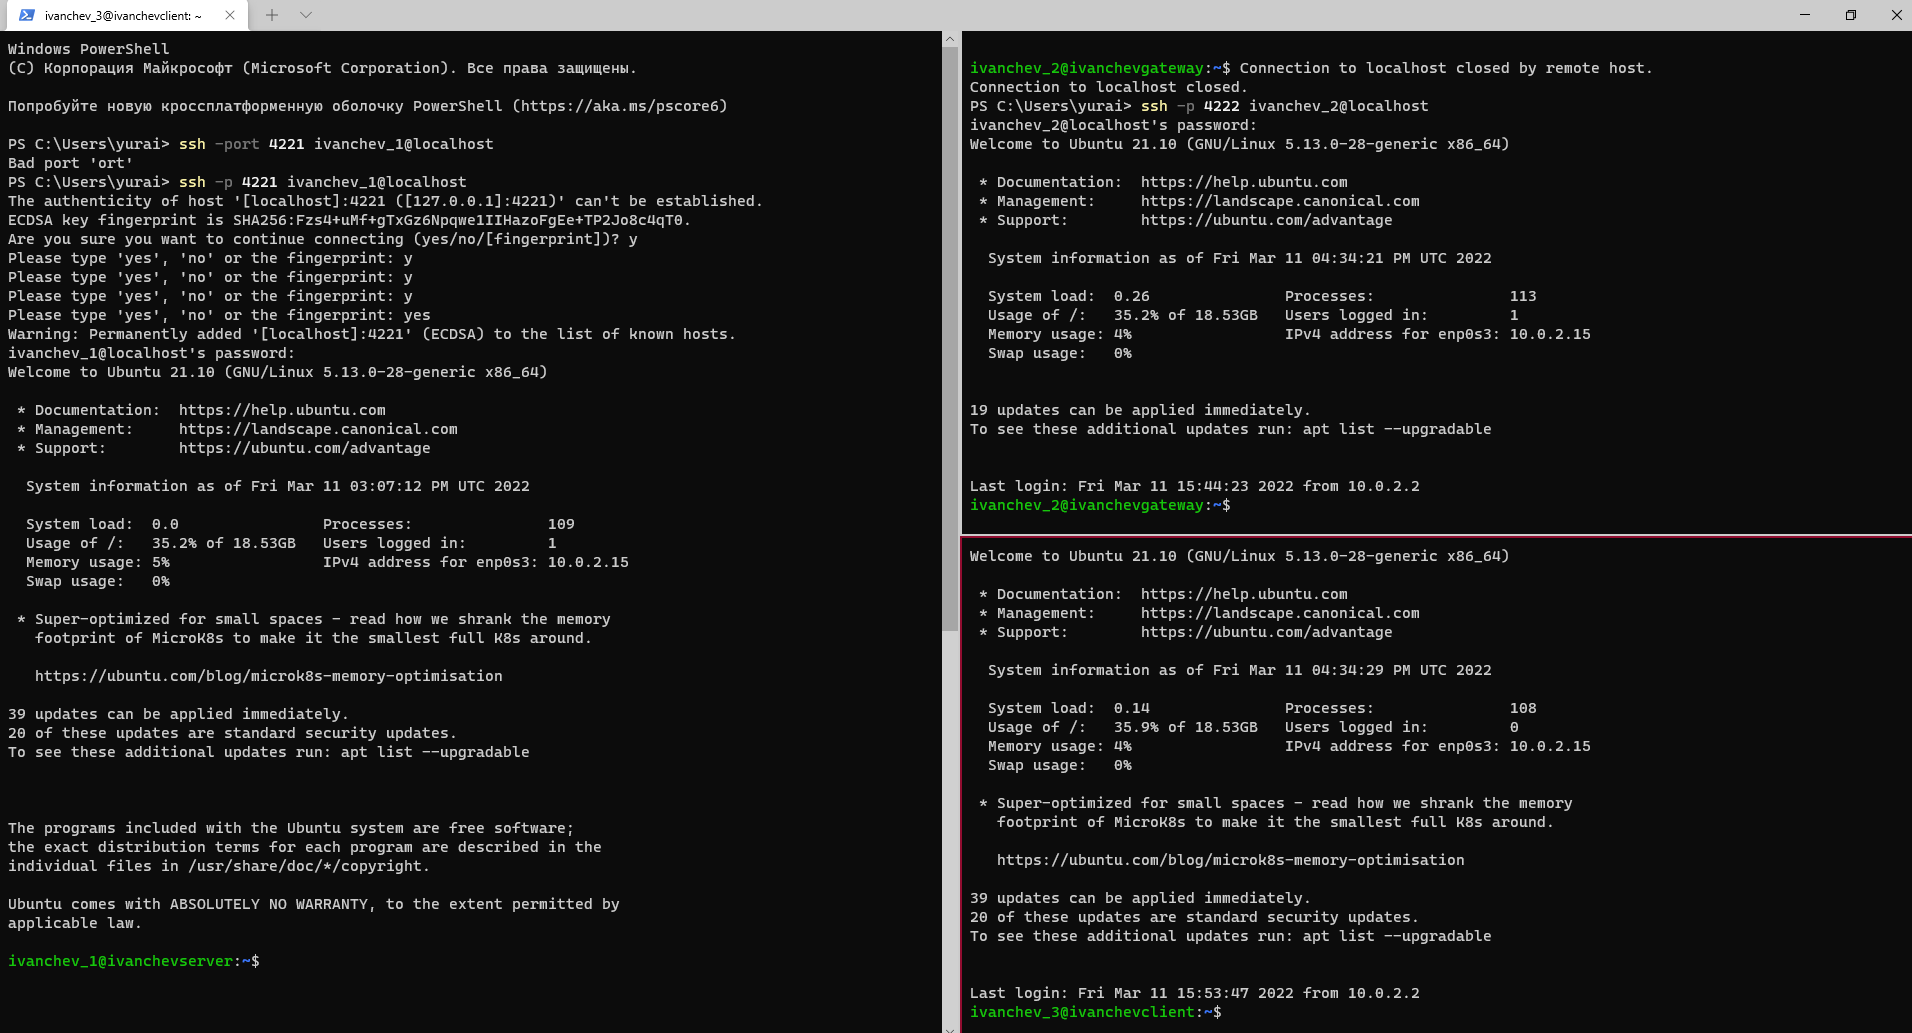 ivanchev_3@ivanchevclient: ~
Windows PowerShell
(C) Корпорация Майкрософт (Microsoft Corporation). Все права защищены.
Попробуйте новую кроссплатформенную оболочку PowerShell (https://aka.ms/pscore6)
PS C:\Users\yurai> ssh -port 4221 ivanchev_1@localhost
Bad port 'ort'
PS C:\Users\yurai> ssh -p 4221 ivanchev_1@localhost
The authenticity of host '[localhost]:4221 ([127.0.0.1]:4221)' can't be established.
ECDSA key fingerprint is SHA256:Fzs4+uMf+gTxGz6Npqwe1IIHazoFgEe+TP2Jo8c4qT0.
Are you sure you want to continue connecting (yes/no/[fingerprint])? y
Please type 'yes', 'no' or the fingerprint: y
Please type 'yes', 'no' or the fingerprint: y
Please type 'yes', 'no' or the fingerprint: y
Please type 'yes', 'no' or the fingerprint: yes
Warning: Permanently added '[localhost]:4221' (ECDSA) to the list of known hosts.
ivanchev_1@localhost's password:
Welcome to Ubuntu 21.10 (GNU/Linux 5.13.0-28-generic x86_64)
* Documentation:  https://help.ubuntu.com
* Management:     https://landscape.canonical.com
* Support:        https://ubuntu.com/advantage
System information as of Fri Mar 11 03:07:12 PM UTC 2022
System load:  0.0                Processes:               109
Usage of /:   35.2% of 18.53GB   Users logged in:         1
Memory usage: 5%                 IPv4 address for enp0s3: 10.0.2.15
Swap usage:   0%
* Super-optimized for small spaces - read how we shrank the memory
footprint of MicroK8s to make it the smallest full K8s around.
https://ubuntu.com/blog/microk8s-memory-optimisation
39 updates can be applied immediately.
20 of these updates are standard security updates.
To see these additional updates run: apt list --upgradable
The programs included with the Ubuntu system are free software;
the exact distribution terms for each program are described in the
individual files in /usr/share/doc/*/copyright.
Ubuntu comes with ABSOLUTELY NO WARRANTY, to the extent permitted by
applicable law.
ivanchev_1@ivanchevserver:~$
ivanchev_2@ivanchevgateway:~$ Connection to localhost closed by remote host.
Connection to localhost closed.
PS C:\Users\yurai> ssh -p 4222 ivanchev_2@localhost
ivanchev_2@localhost's password:
Welcome to Ubuntu 21.10 (GNU/Linux 5.13.0-28-generic x86_64)
* Documentation:  https://help.ubuntu.com
* Management:     https://landscape.canonical.com
* Support:        https://ubuntu.com/advantage
System information as of Fri Mar 11 04:34:21 PM UTC 2022
System load:  0.26               Processes:               113
Usage of /:   35.2% of 18.53GB   Users logged in:         1
Memory usage: 4%                 IPv4 address for enp0s3: 10.0.2.15
Swap usage:   0%
19 updates can be applied immediately.
To see these additional updates run: apt list --upgradable
Last login: Fri Mar 11 15:44:23 2022 from 10.0.2.2
ivanchev_2@ivanchevgateway:~$
Welcome to Ubuntu 21.10 (GNU/Linux 5.13.0-28-generic x86_64)
* Documentation:  https://help.ubuntu.com
* Management:     https://landscape.canonical.com
* Support:        https://ubuntu.com/advantage
System information as of Fri Mar 11 04:34:29 PM UTC 2022
System load:  0.14               Processes:               108
Usage of /:   35.9% of 18.53GB   Users logged in:         0
Memory usage: 4%                 IPv4 address for enp0s3: 10.0.2.15
Swap usage:   0%
* Super-optimized for small spaces - read how we shrank the memory
footprint of MicroK8s to make it the smallest full K8s around.
https://ubuntu.com/blog/microk8s-memory-optimisation
39 updates can be applied immediately.
20 of these updates are standard security updates.
To see these additional updates run: apt list --upgradable
Last login: Fri Mar 11 15:53:47 2022 from 10.0.2.2
ivanchev_3@ivanchevclient:~$